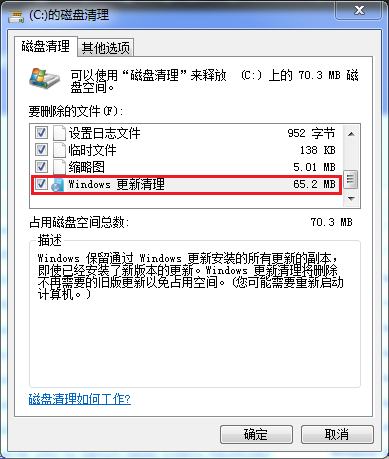 (C:)的磁盘清理
磁盘清理 其他选项
可以使用“磁盘清理”来释放 (C:) 上的 70.3 MB 磁
盘空间。
要删除的文件(F):
设置日志文件 952 字节
临时文件 138 KB
缩略图 5.01 MB
Windows 更新清理 65.2 MB
占用磁盘空间总数: 70.3 MB
描述
Windows 保留通过 Windows 更新安装的所有更新的副本，
即使已经安装了新版本的更新。Windows 更新清理将删除
不再需要的旧版更新以免占用空间。(您可能需要重新启动
计算机。)
磁盘清理如何工作?
确定 取消